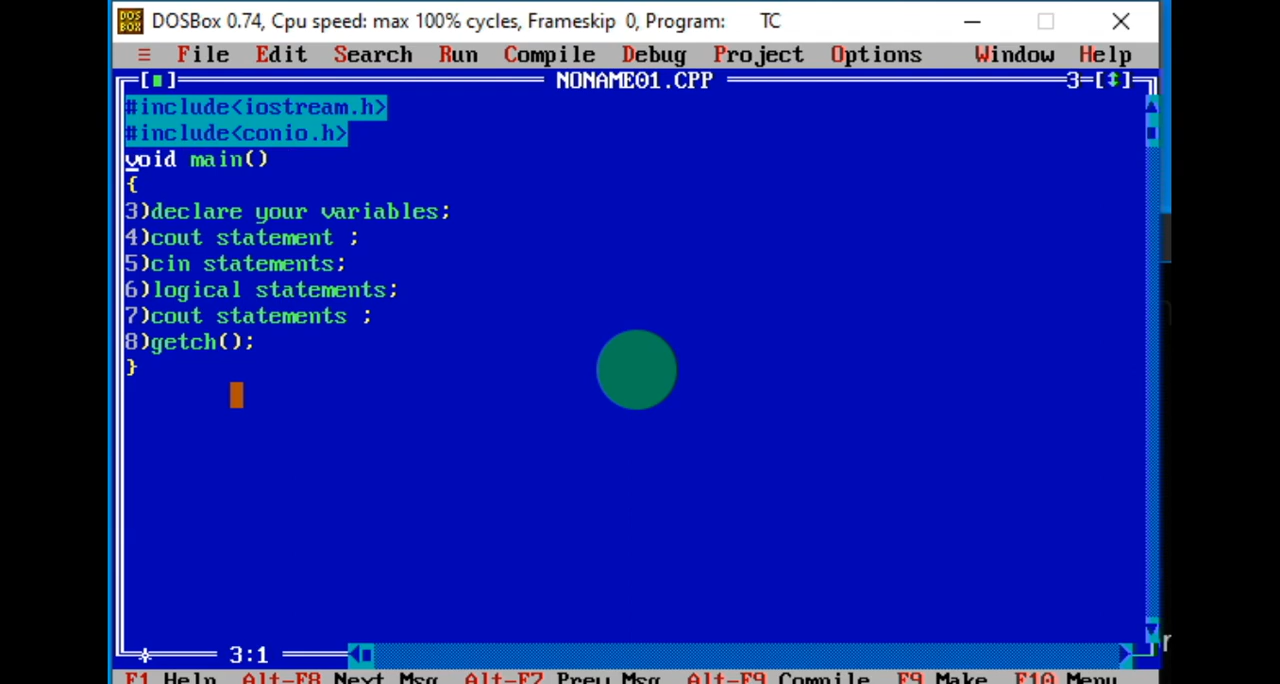 DOSBox 0.74, Cpu speed: max 100% cycles, Frameskip 0, Program: TC
≡ File Edit Search Run Compile Debug Project Options Window Help
[■] NONAME01.CPP 3=[↕]
#include<iostream.h>
#include<conio.h>
void main()
{
3)declare your variables;
4)cout statement ;
5)cin statements;
6)logical statements;
7)cout statements ;
8)getch();
}
3:1
F1 Help Alt-F8 Next Msg Alt-F7 Prev Msg Alt-F9 Compile F9 Make F10 Menu